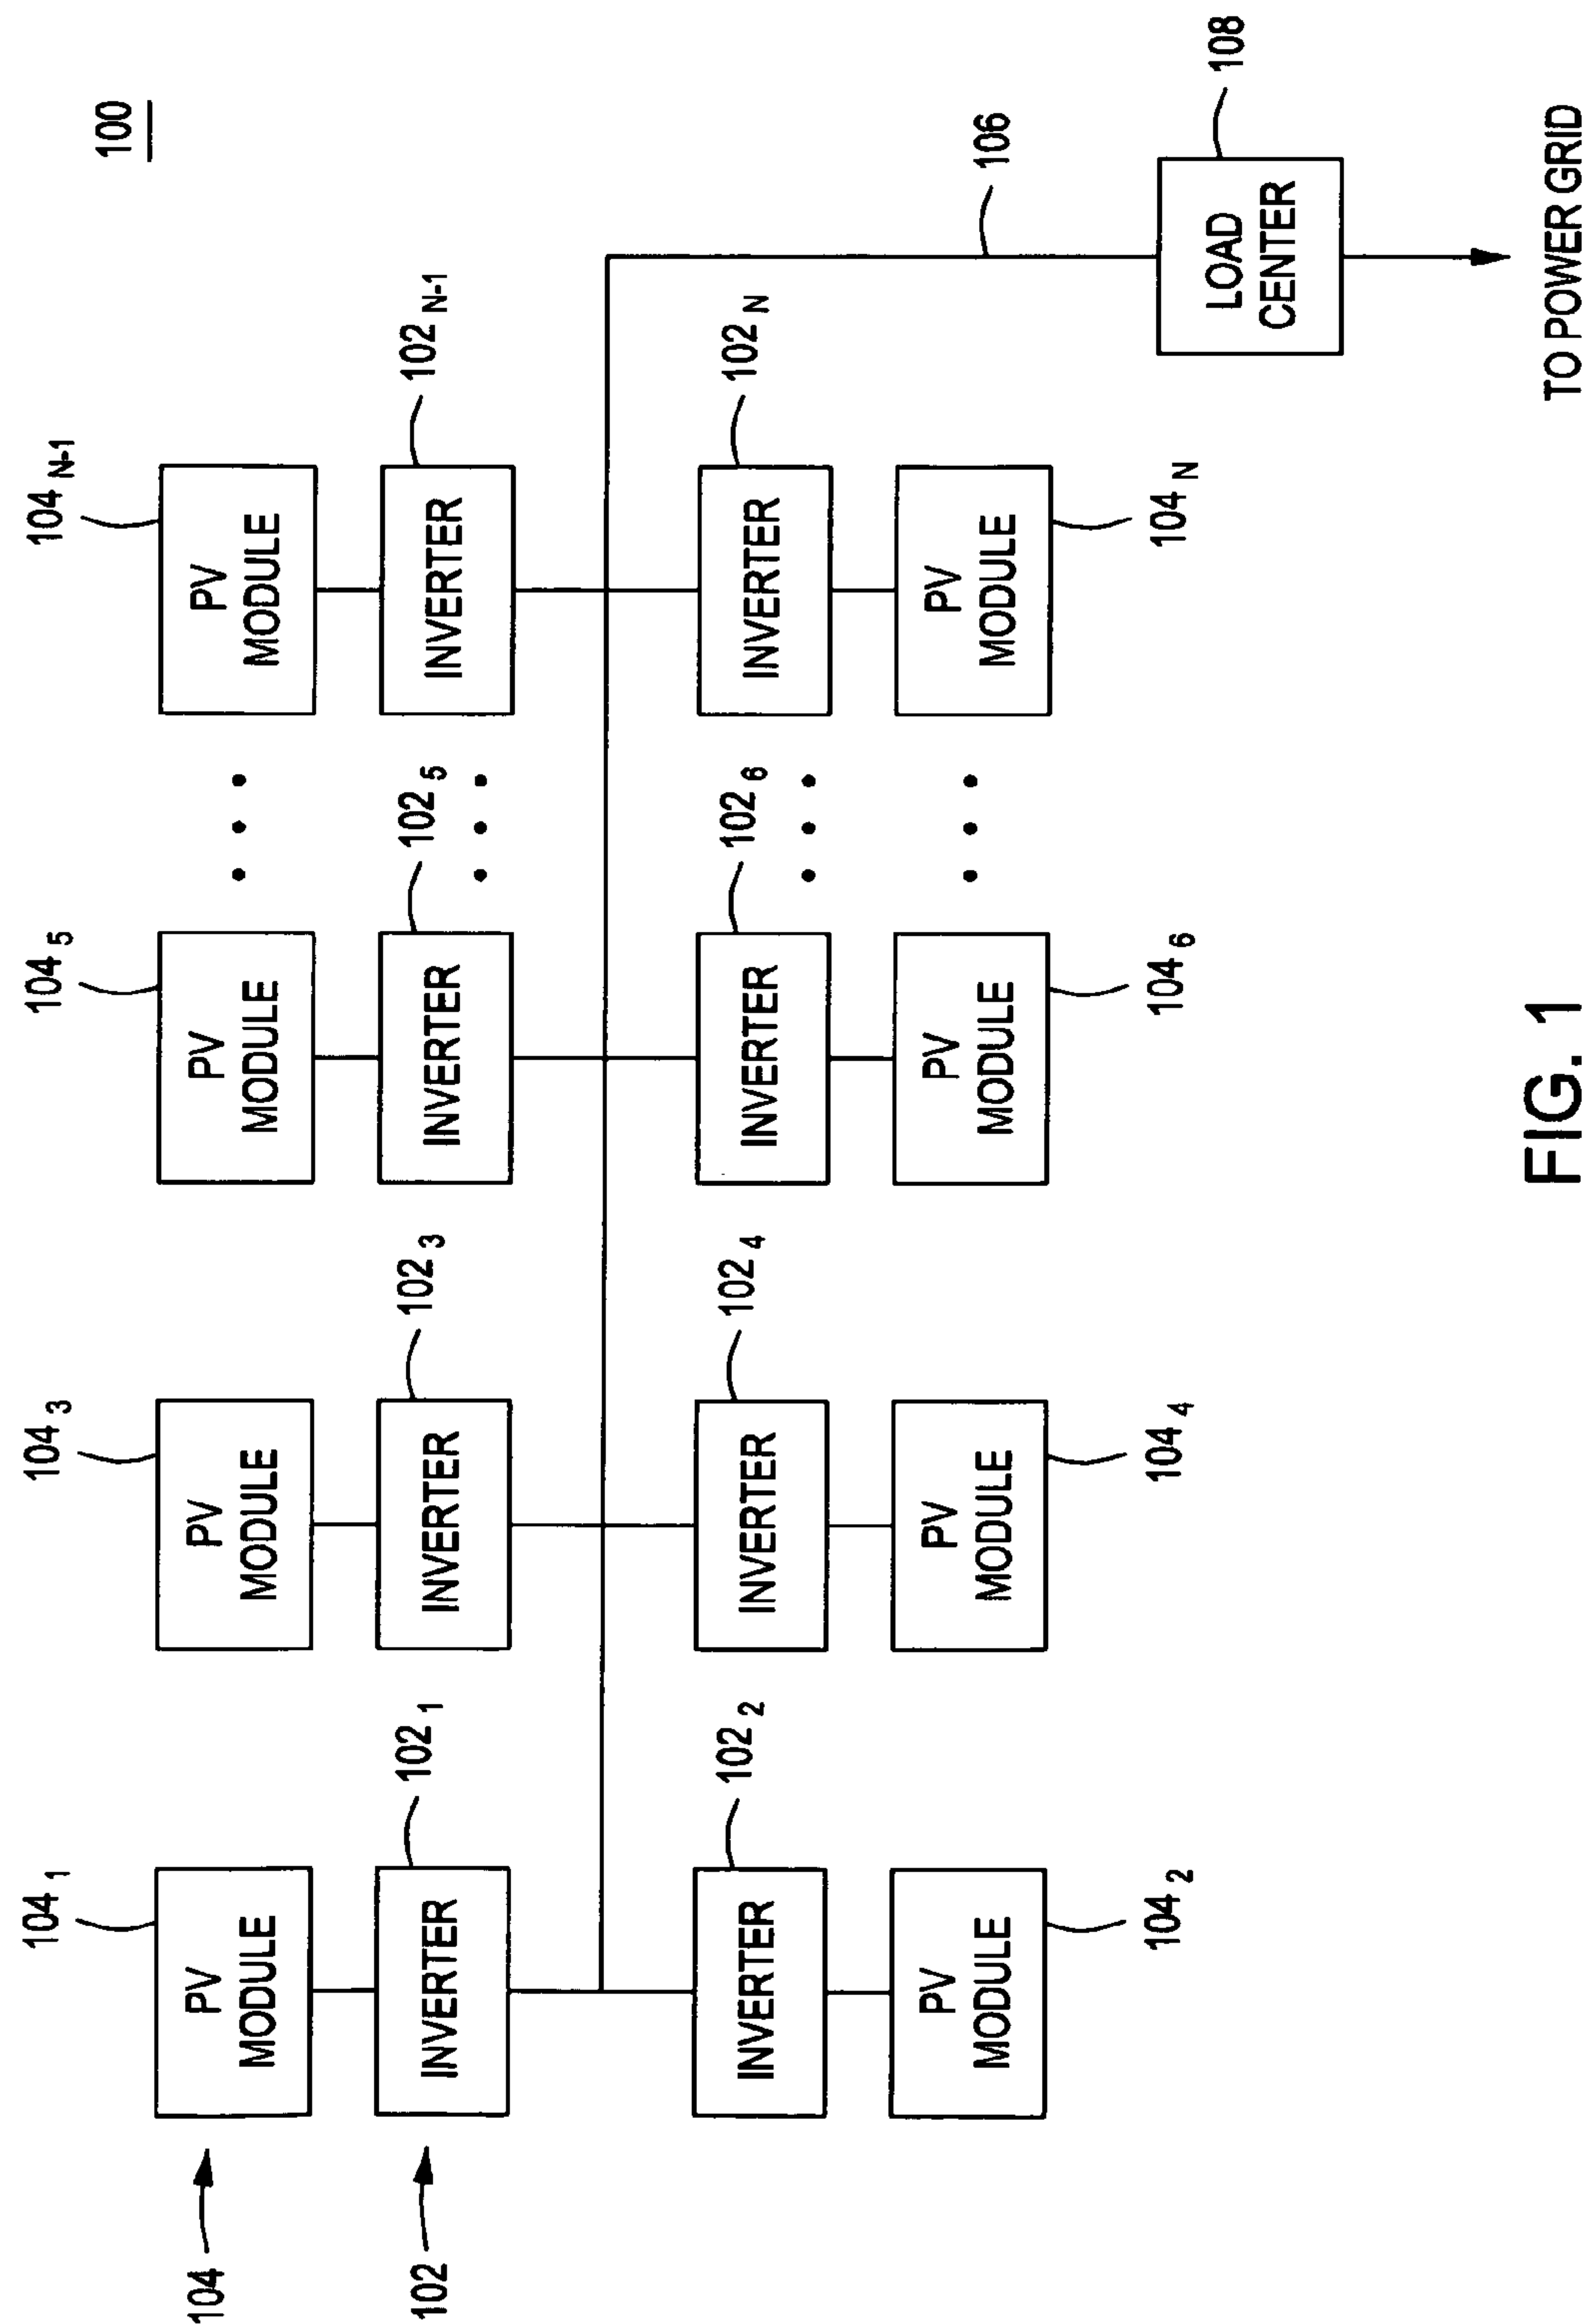 100
104 1
104 3
104 5
104 N-1
104
PV
MODULE
PV
MODULE
PV
MODULE
PV
MODULE
102 1
102 3
102 5
102 N-1
102
INVERTER
INVERTER
INVERTER
INVERTER
106
102 2
102 4
102 6
102 N
INVERTER
INVERTER
INVERTER
INVERTER
PV
MODULE
PV
MODULE
PV
MODULE
PV
MODULE
104 2
104 4
104 6
104 N
108
LOAD
CENTER
TO POWER GRID
FIG. 1